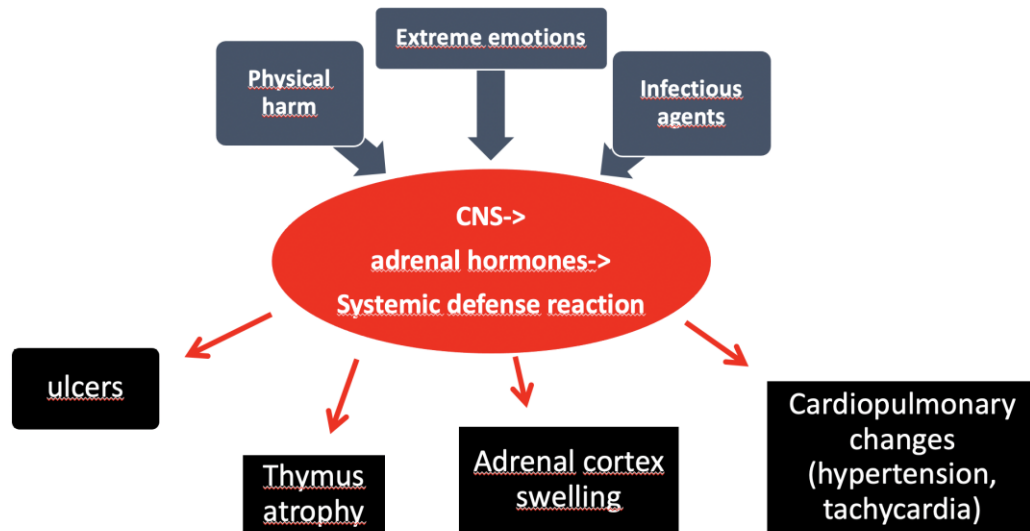 Extreme emotions
Physical
harm
Infectious
agents
CNS->
adrenal hormones->
Systemic defense reaction
ulcers
Thymus
atrophy
Adrenal cortex
swelling
Cardiopulmonary
changes
(hypertension,
tachycardia)